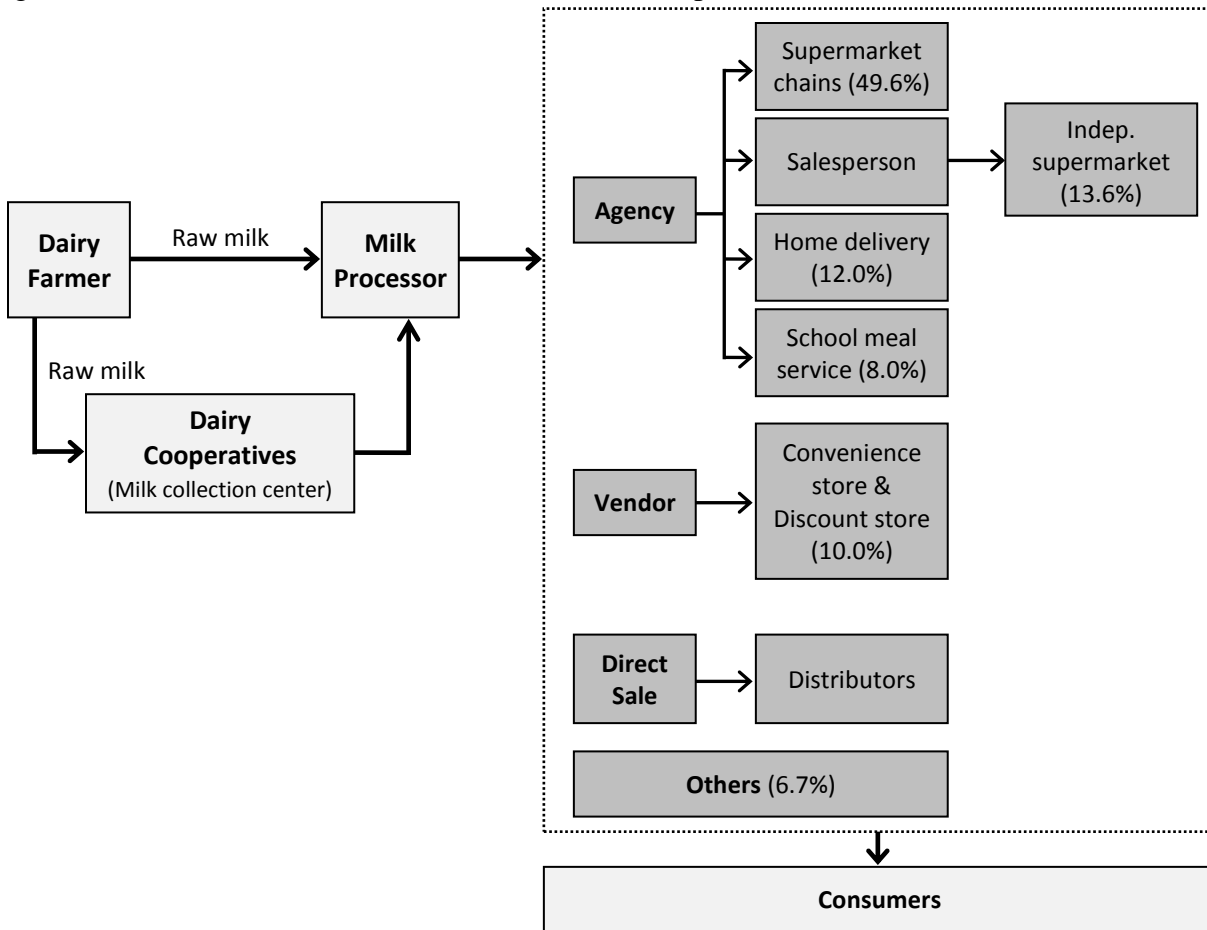 Supermarket
chains (49.6%)
Salesperson
Indep.
supermarket
(13.6%)
Agency
Home delivery
(12.0%)
School meal
service (8.0%)
Dairy
Farmer
Raw milk
Milk
Processor
Raw milk
Dairy
Cooperatives
(Milk collection center)
Vendor
Convenience
store &
Discount store
(10.0%)
Direct
Sale
Distributors
Others (6.7%)
Consumers